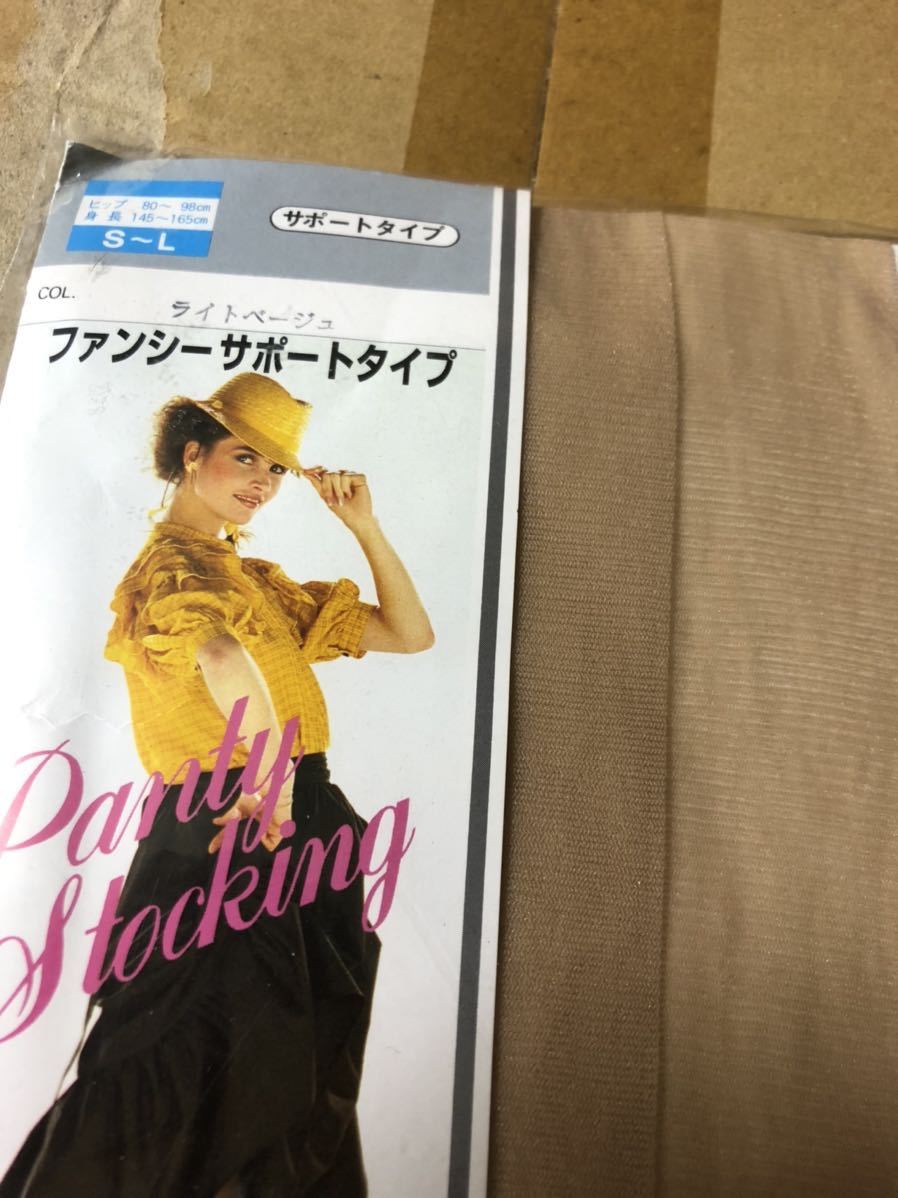 ヒップ 80～98cm
身長 145～165cm
S～L
サポートタイプ
COL.
ライトベージュ
ファンシーサポートタイプ
Panty
Stocking